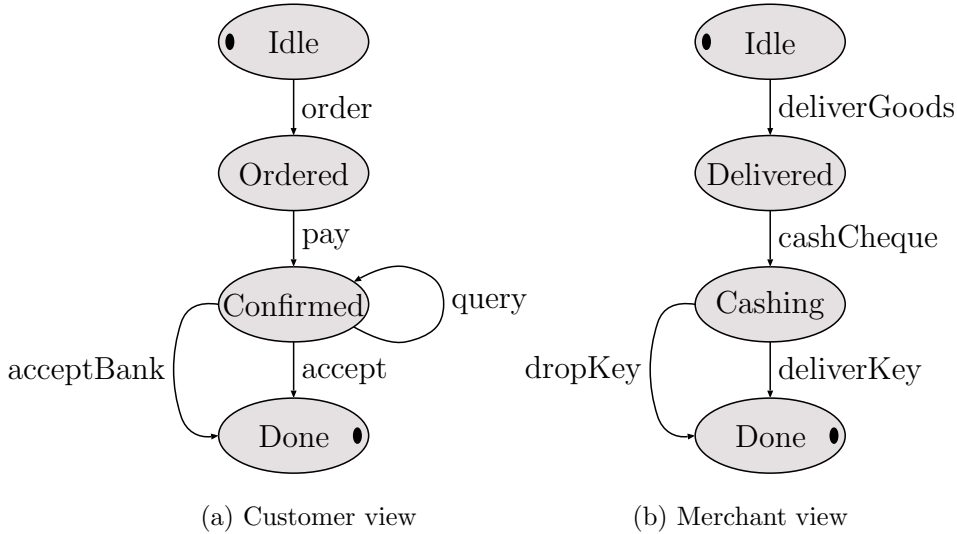 Idle
order
Ordered
pay
Confirmed
query
acceptBank
accept
Done
(a) Customer view
Idle
deliverGoods
Delivered
cashCheque
Cashing
dropKey
deliverKey
Done
(b) Merchant view